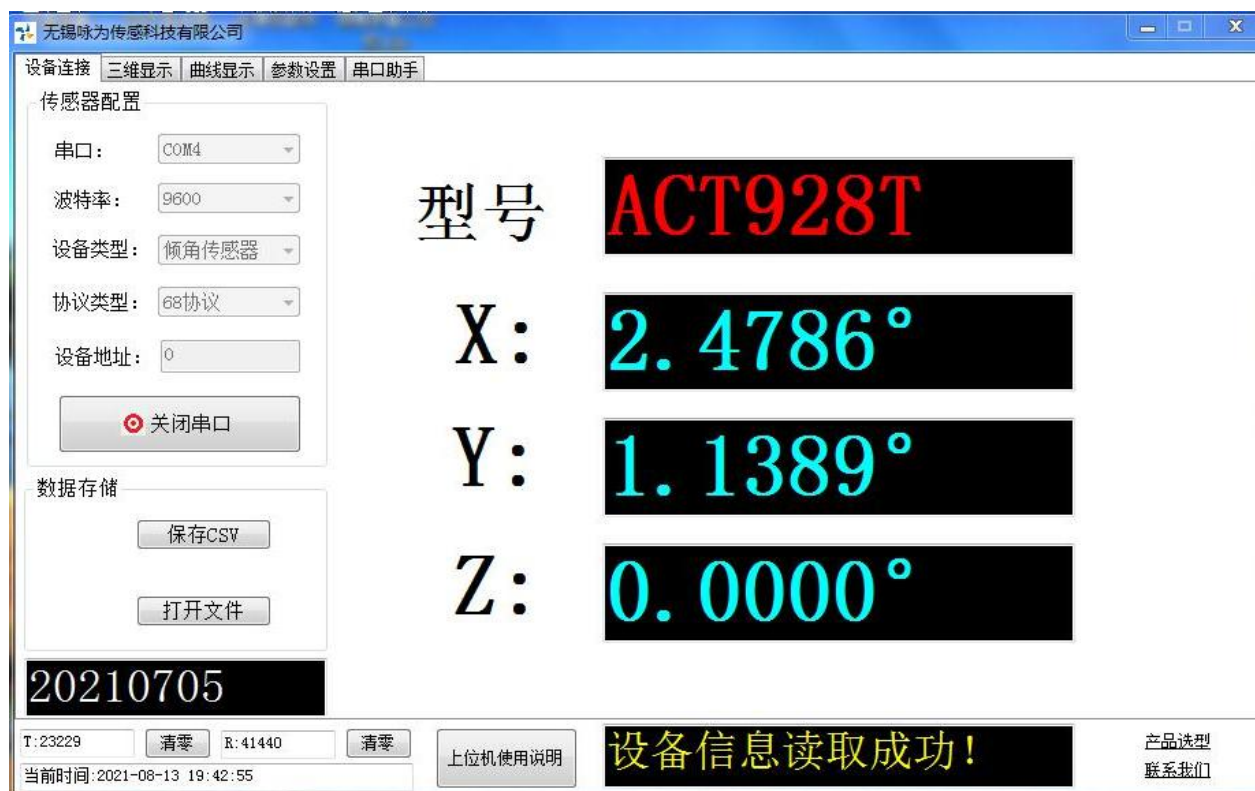 无锡咏为传感科技有限公司
设备连接 三维显示 曲线显示 参数设置 串口助手
传感器配置
串口： COM4
波特率： 9600
设备类型： 倾角传感器
协议类型： 68协议
设备地址： 0
关闭串口
数据存储
保存CSV
打开文件
20210705
型号 ACT928T
X: 2.4786°
Y: 1.1389°
Z: 0.0000°
T:23229 清零 R:41440 清零
当前时间:2021-08-13 19:42:55
上位机使用说明
设备信息读取成功!
产品选型
联系我们